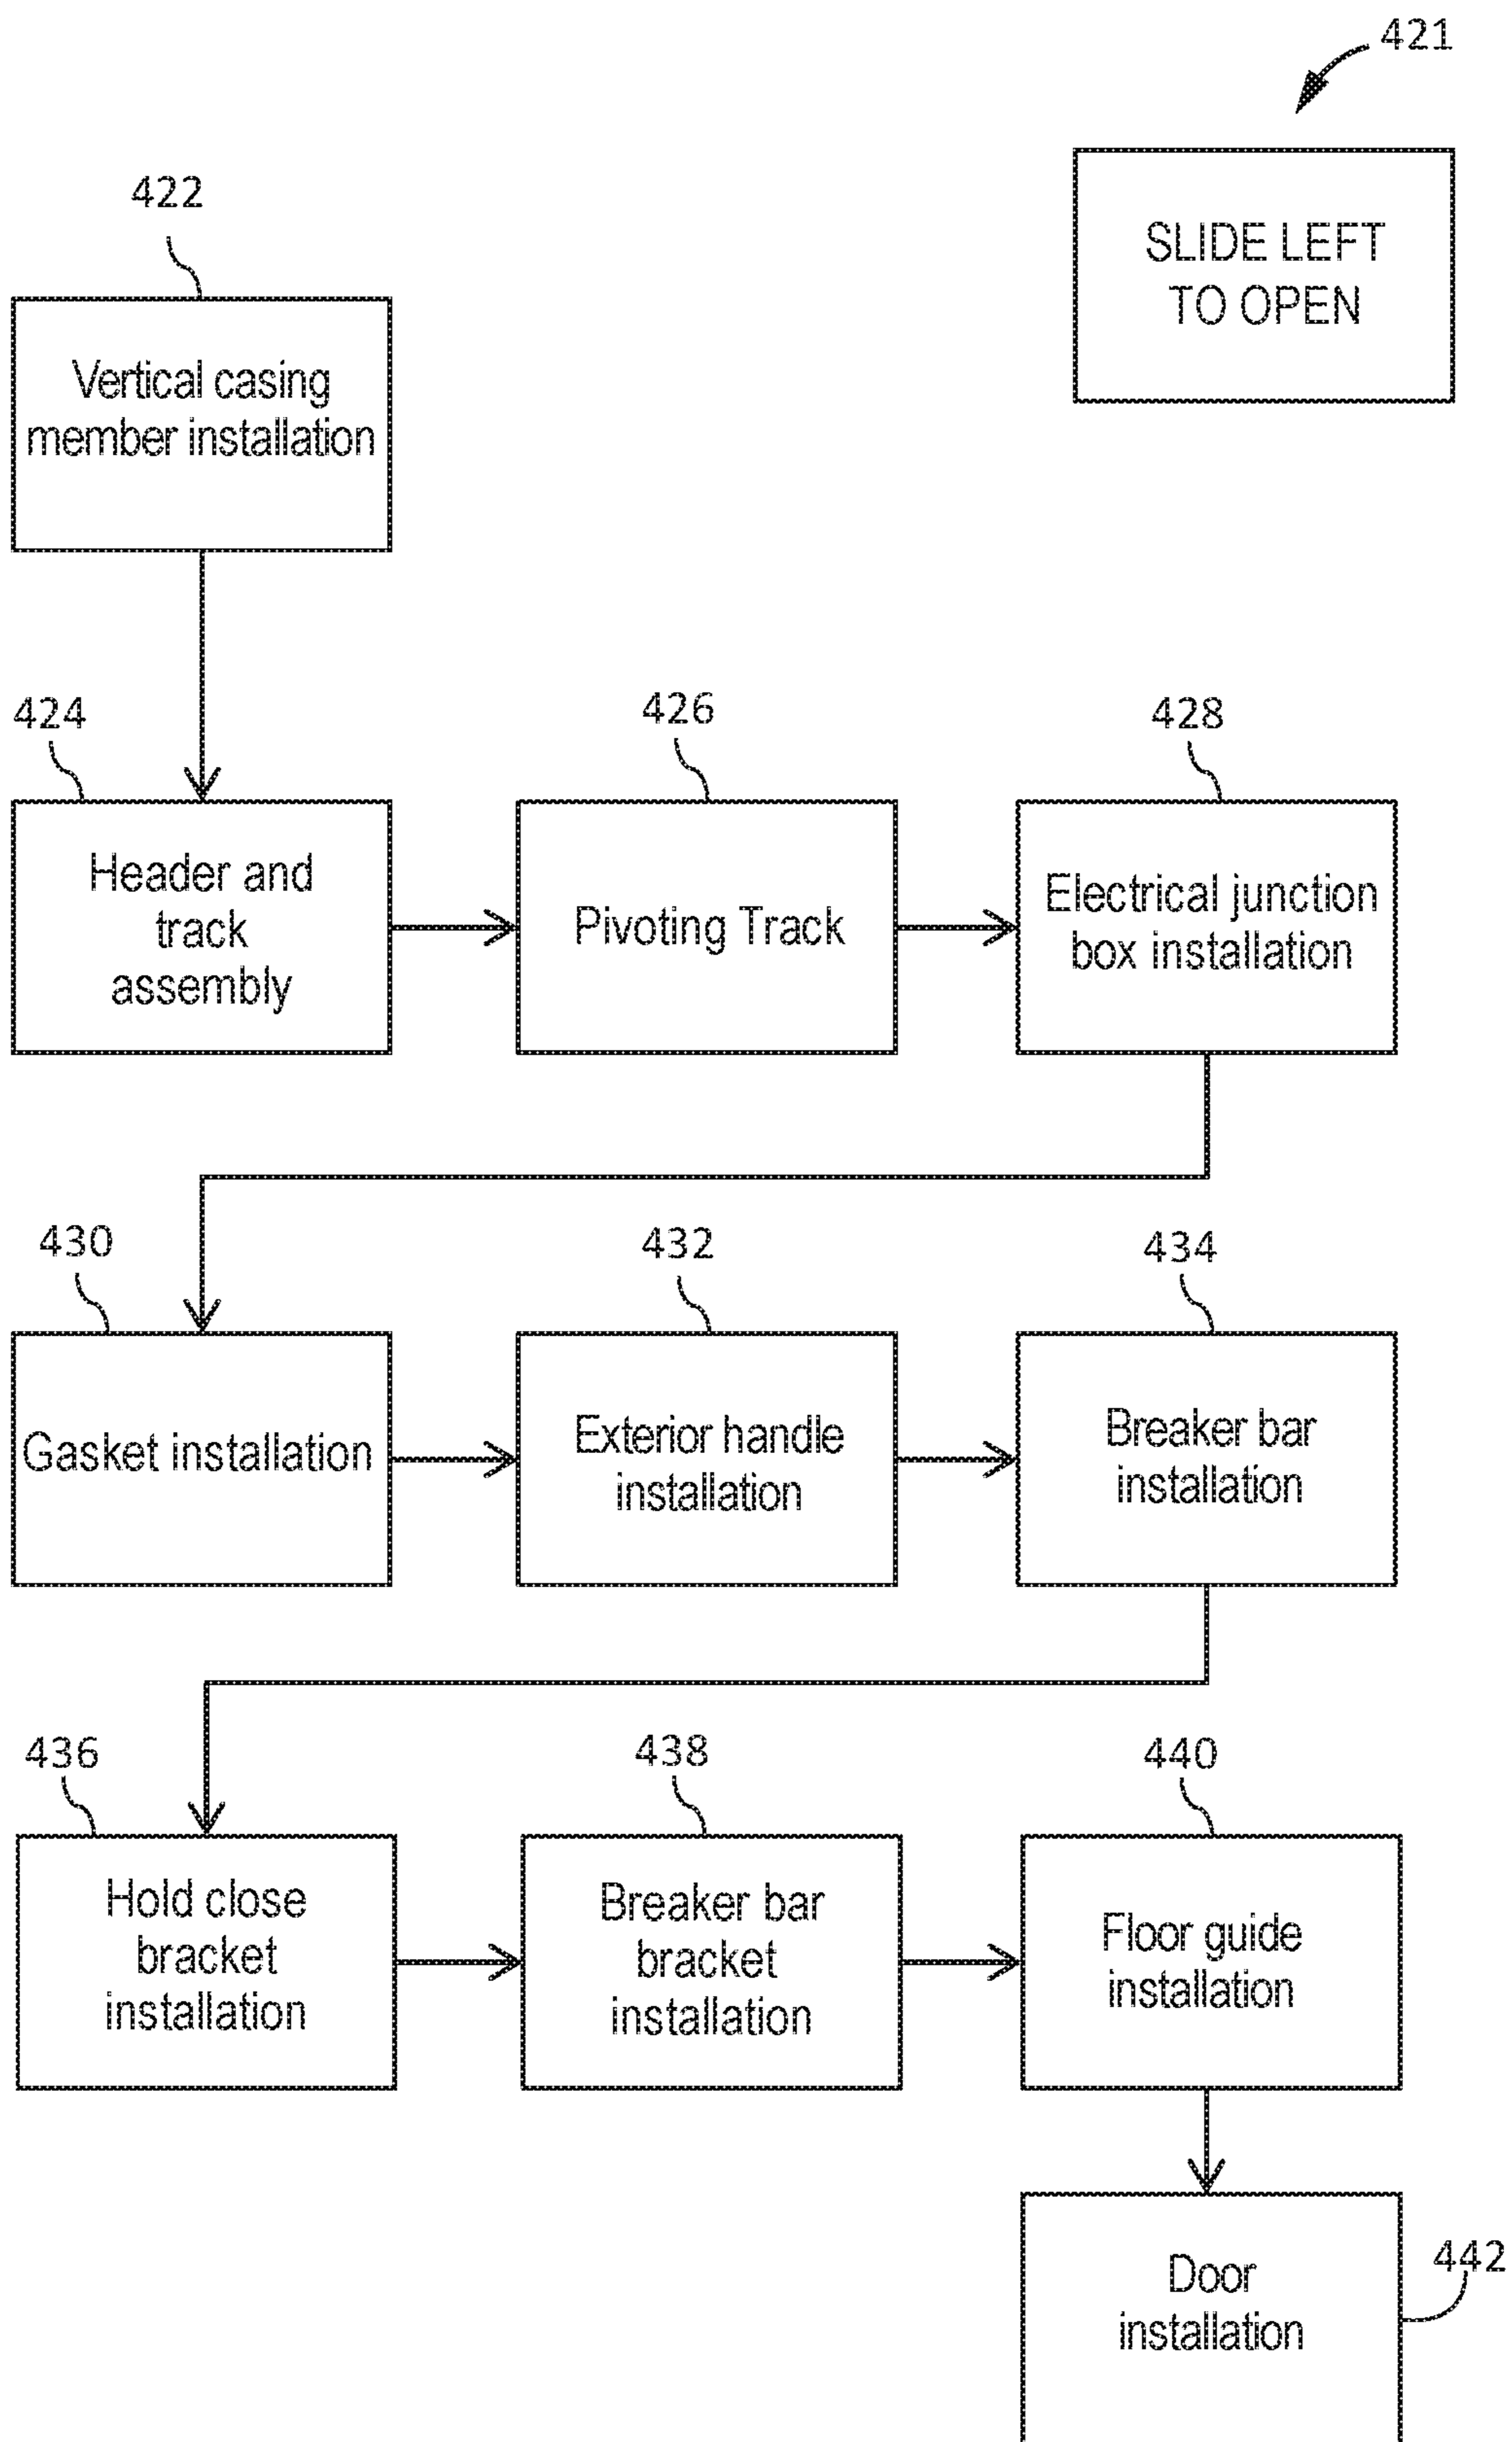 421
SLIDE LEFT
TO OPEN
422
Vertical casing
member installation
424
Header and
track
assembly
426
Pivoting Track
428
Electrical junction
box installation
430
Gasket installation
432
Exterior handle
installation
434
Breaker bar
installation
436
Hold close
bracket
installation
438
Breaker bar
bracket
installation
440
Floor guide
installation
442
Door
installation